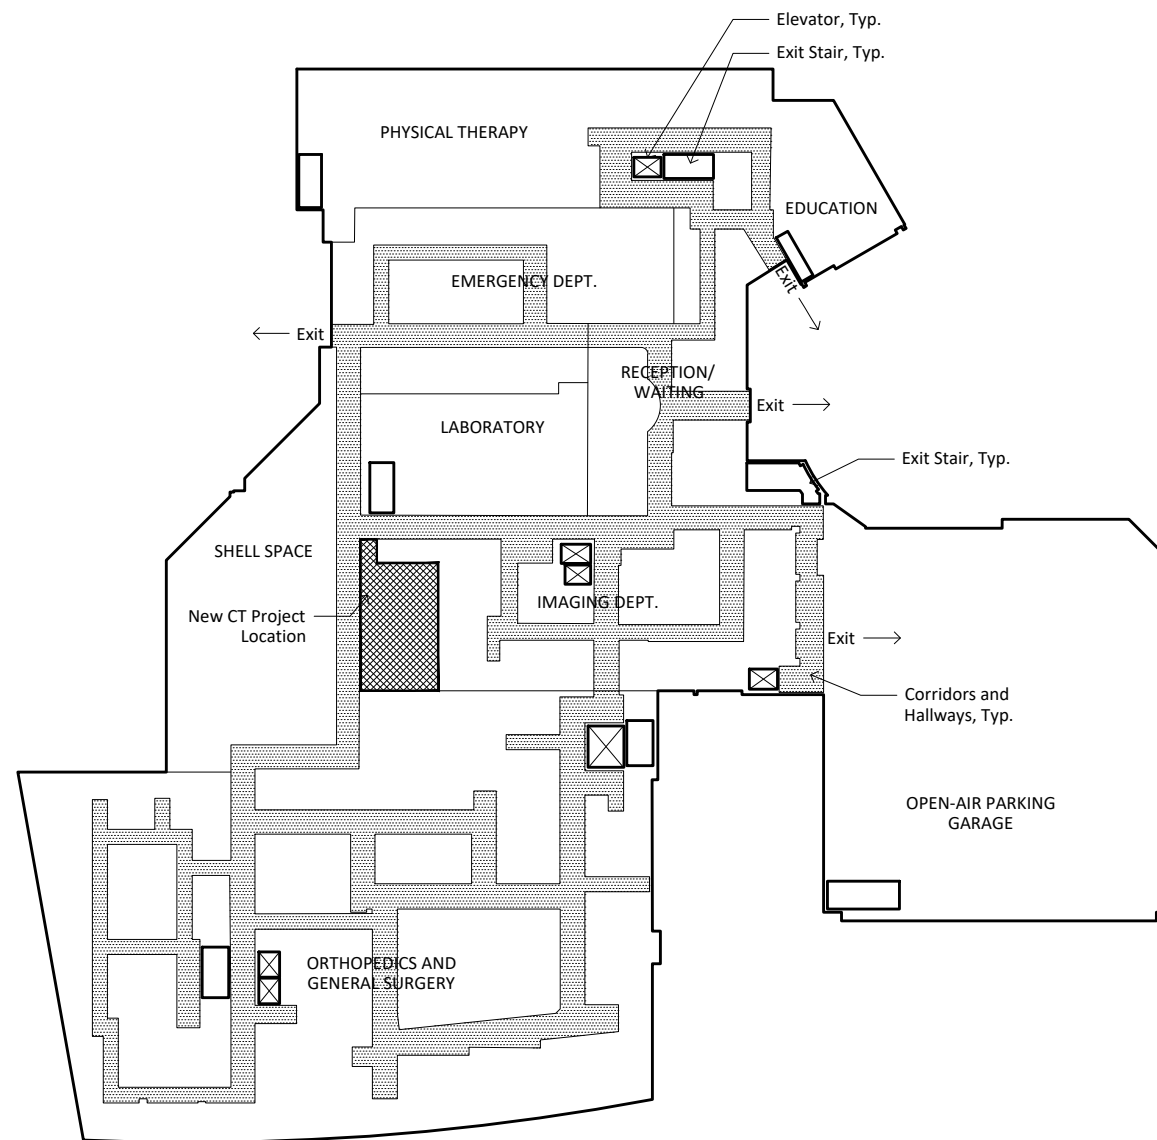 Elevator, Typ.
Exit Stair, Typ.
PHYSICAL THERAPY
EDUCATION
EMERGENCY DEPT.
Exit
Exit
RECEPTION/
WAITING
Exit
LABORATORY
Exit Stair, Typ.
SHELL SPACE
New CT Project
Location
IMAGING DEPT.
Exit
Corridors and
Hallways, Typ.
OPEN-AIR PARKING
GARAGE
ORTHOPEDICS AND
GENERAL SURGERY